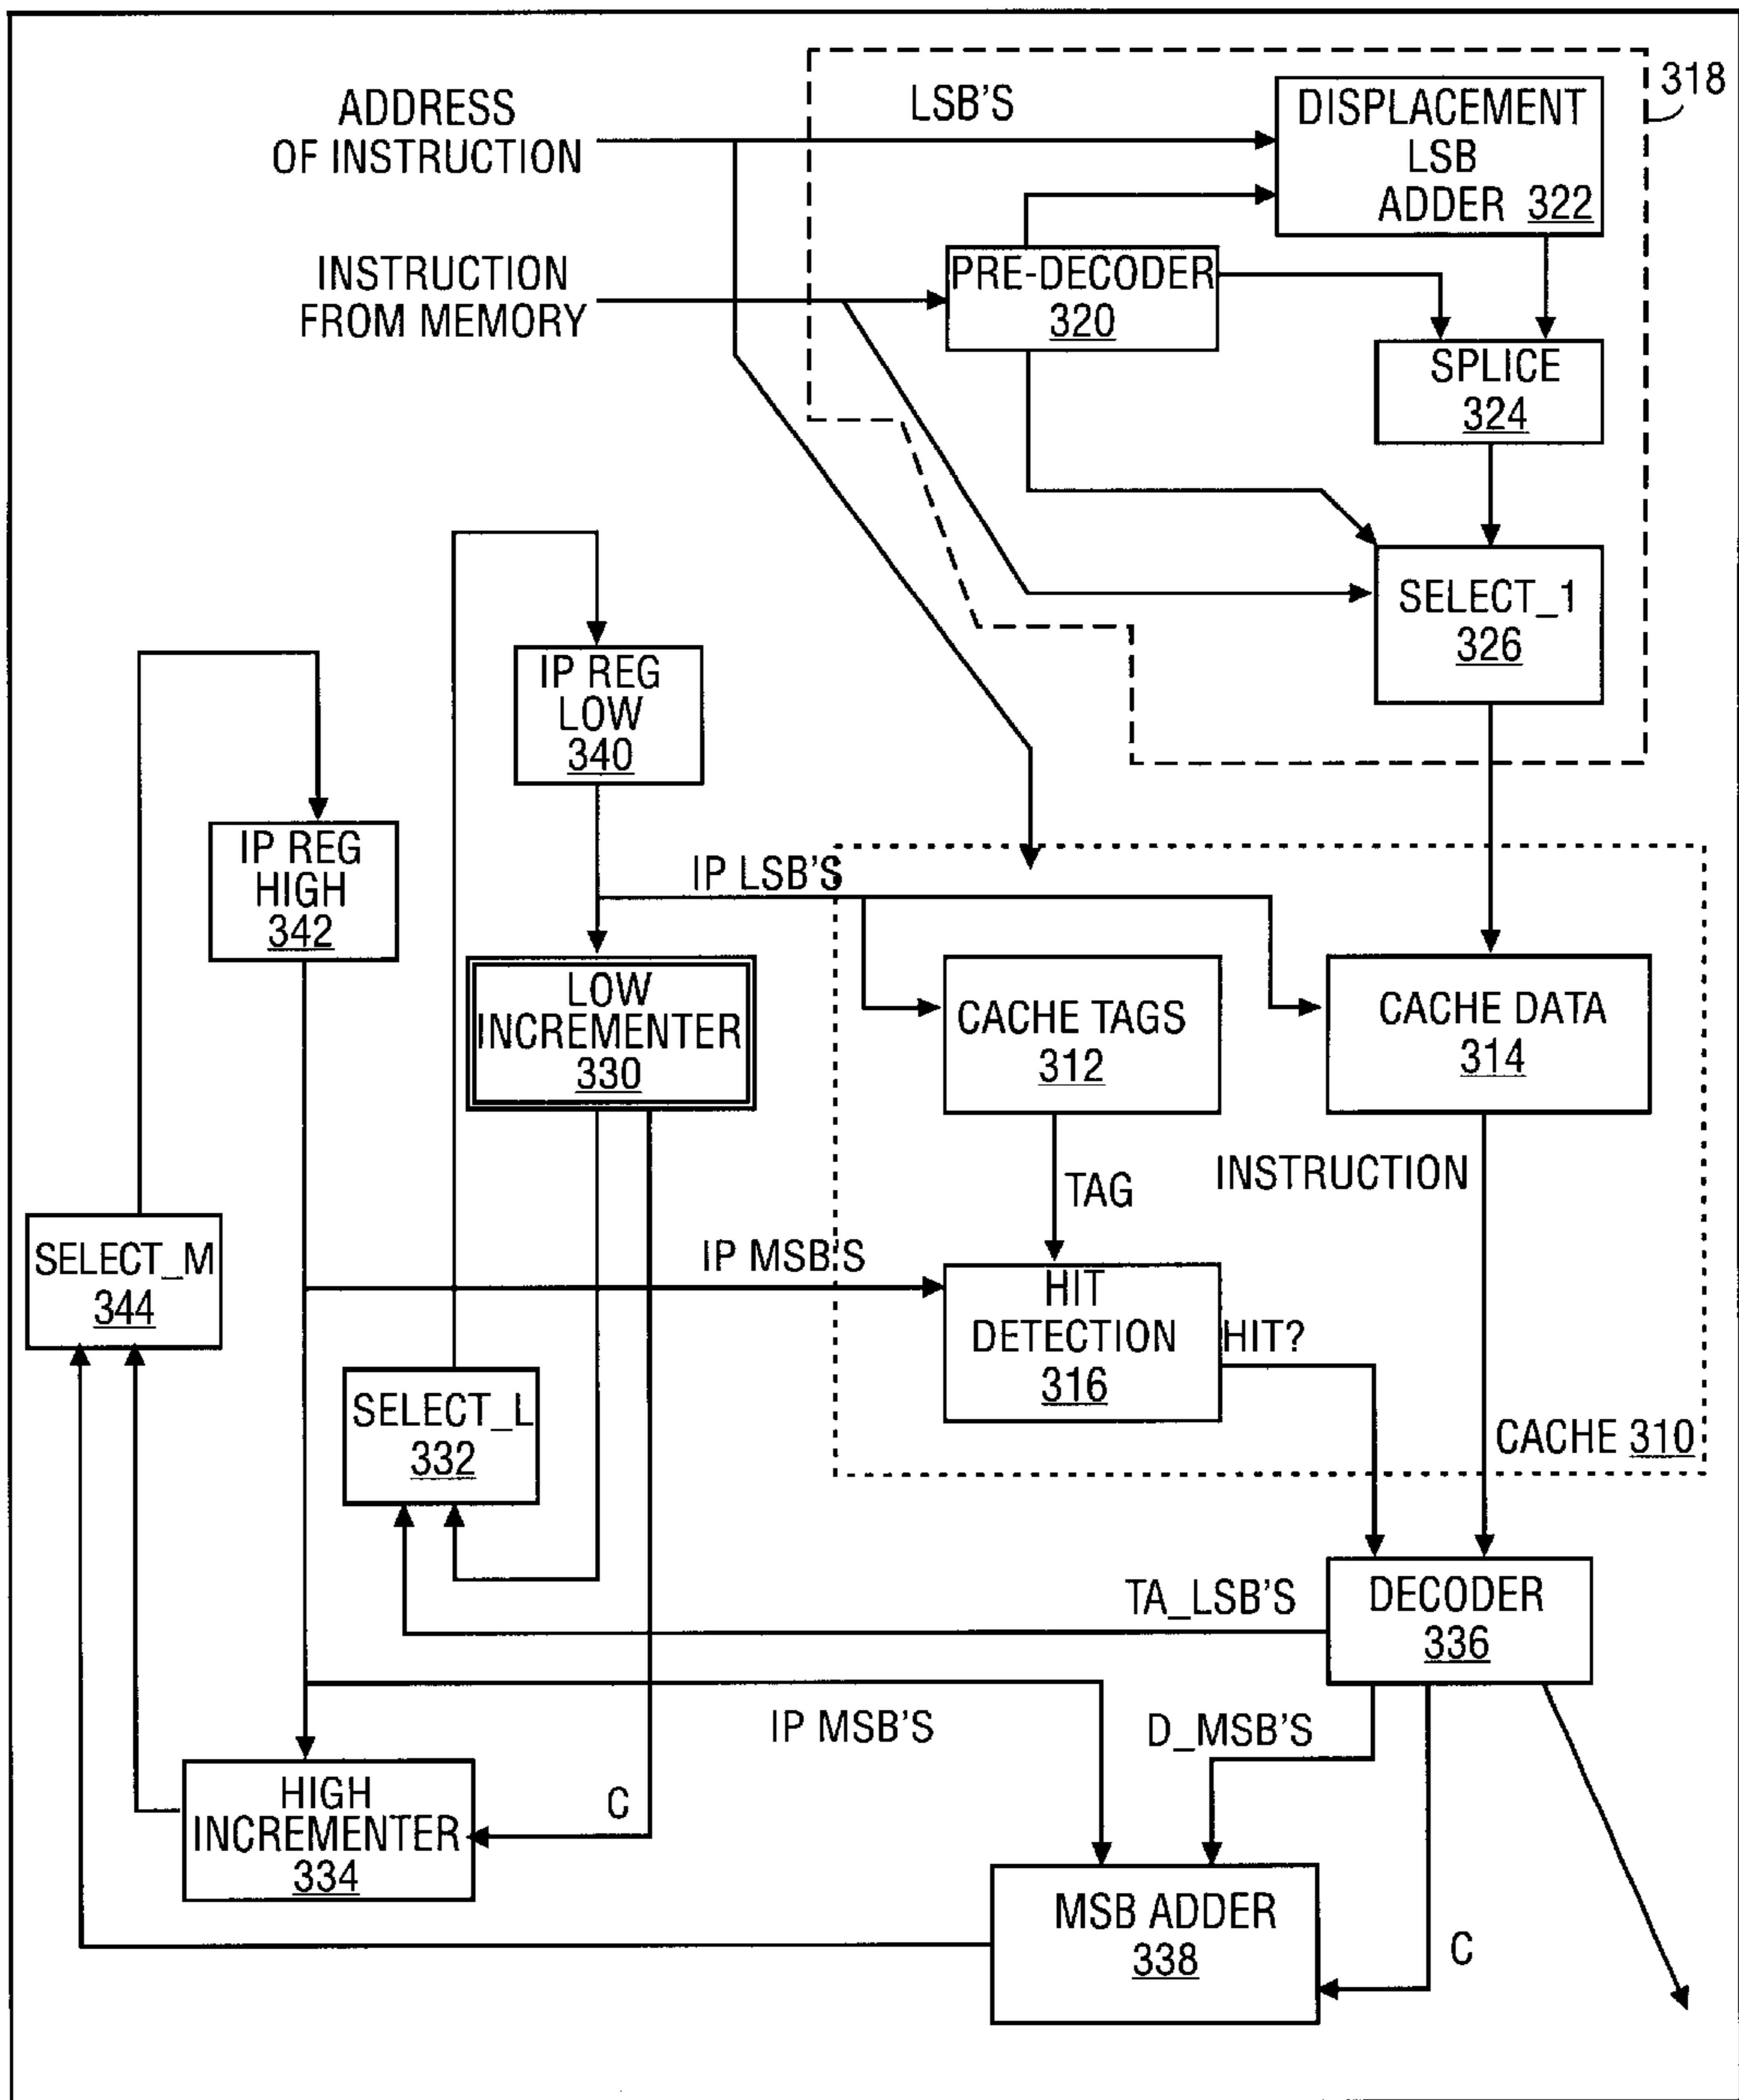 318
LSB'S
ADDRESS
OF INSTRUCTION
DISPLACEMENT
LSB
ADDER 322
INSTRUCTION
FROM MEMORY
PRE-DECODER
320
SPLICE
324
SELECT_1
326
IP REG
LOW
340
IP REG
HIGH
342
IP LSB'S
LOW
INCREMENTER
330
CACHE TAGS
312
CACHE DATA
314
TAG
INSTRUCTION
SELECT_M
344
IP MSB'S
HIT
DETECTION
316
HIT?
SELECT_L
332
CACHE 310
TA_LSB'S
DECODER
336
IP MSB'S
D_MSB'S
HIGH
INCREMENTER
334
C
MSB ADDER
338
C